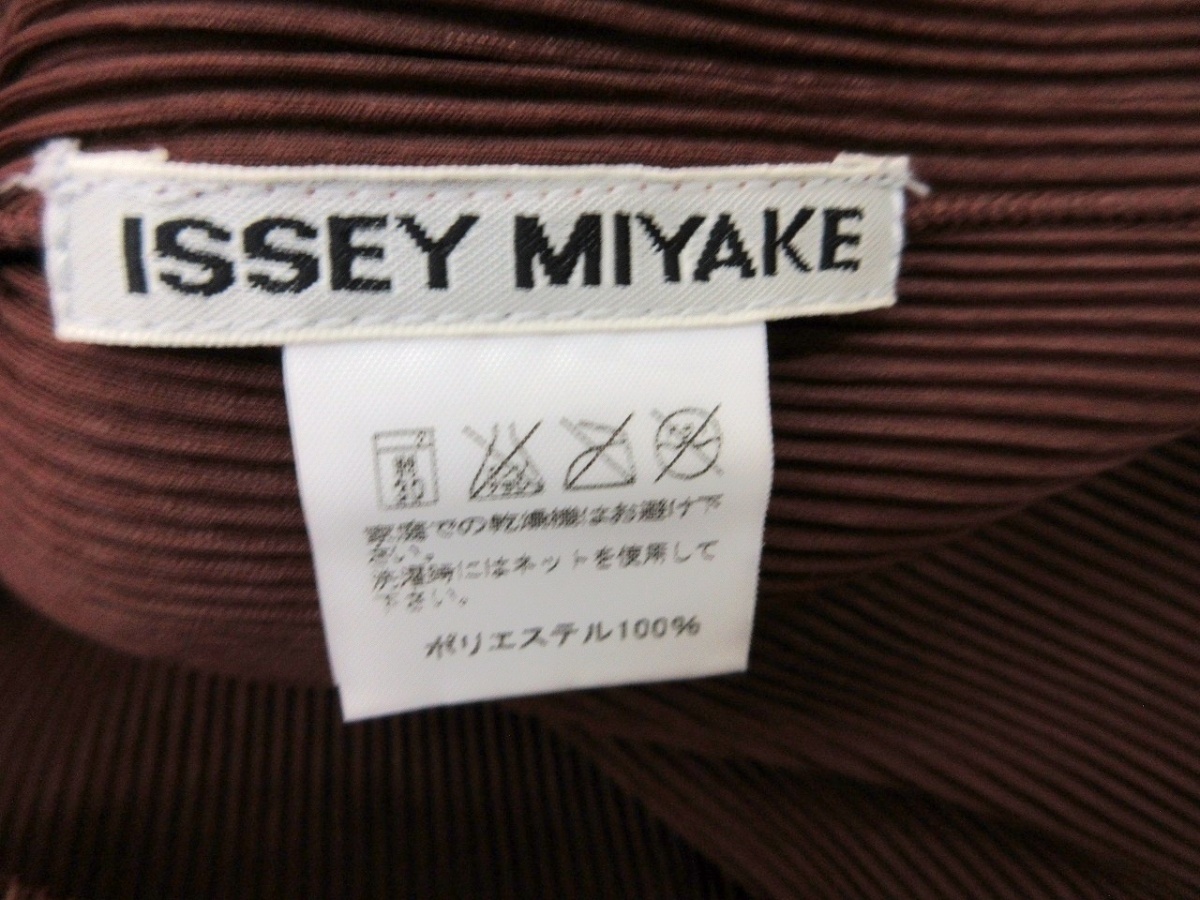 ISSEY MIYAKE
2
M
30
家庭での乾燥機はお避け下
さい。
洗濯時にはネットを使用して
下さい。
ポリエステル100%